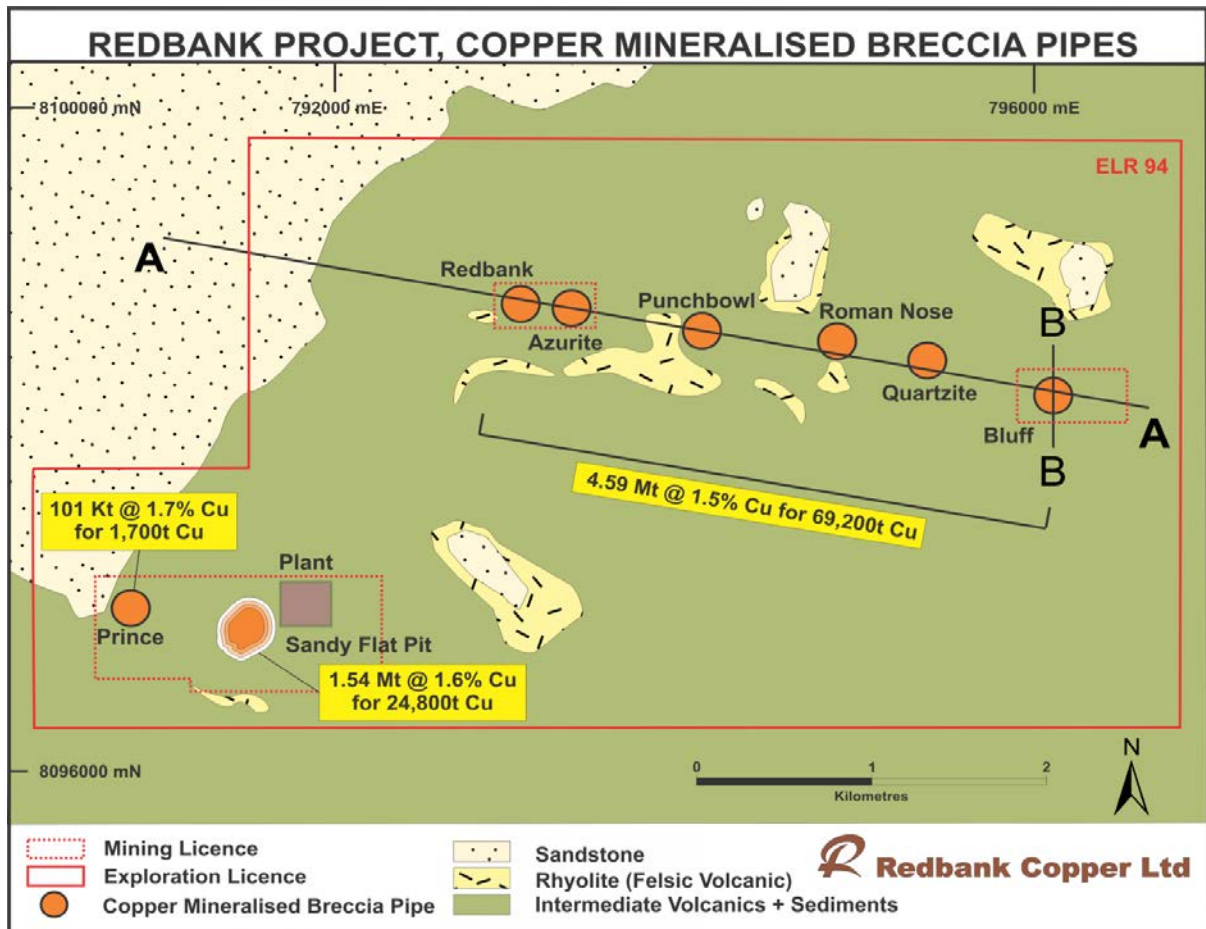 REDBANK PROJECT, COPPER MINERALISED BRECCIA PIPES
8100000 mN
792000 mE
796000 mE
ELR 94
A
Redbank
Azurite
Punchbowl
Roman Nose
Quartzite
B
Bluff
B
A
4.59 Mt @ 1.5% Cu for 69,200t Cu
101 Kt @ 1.7% Cu
for 1,700t Cu
Plant
Prince
Sandy Flat Pit
1.54 Mt @ 1.6% Cu
for 24,800t Cu
8096000 mN
0
1
2
Kilometres
N
Mining Licence
Exploration Licence
Copper Mineralised Breccia Pipe
Sandstone
Rhyolite (Felsic Volcanic)
Intermediate Volcanics + Sediments
R Redbank Copper Ltd